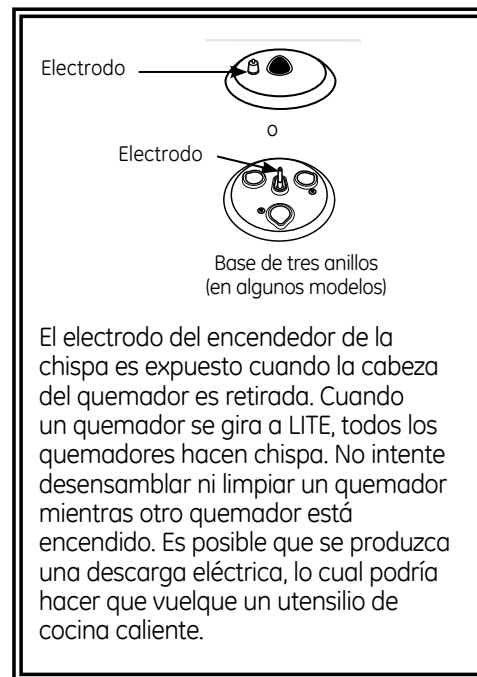 Electrodo
o
Electrodo
Base de tres anillos
(en algunos modelos)
El electrodo del encendedor de la
chispa es expuesto cuando la cabeza
del quemador es retirada. Cuando
un quemador se gira a LITE, todos los
quemadores hacen chispa. No intente
desensamblar ni limpiar un quemador
mientras otro quemador está
encendido. Es posible que se produzca
una descarga eléctrica, lo cual podría
hacer que vuelque un utensilio de
cocina caliente.